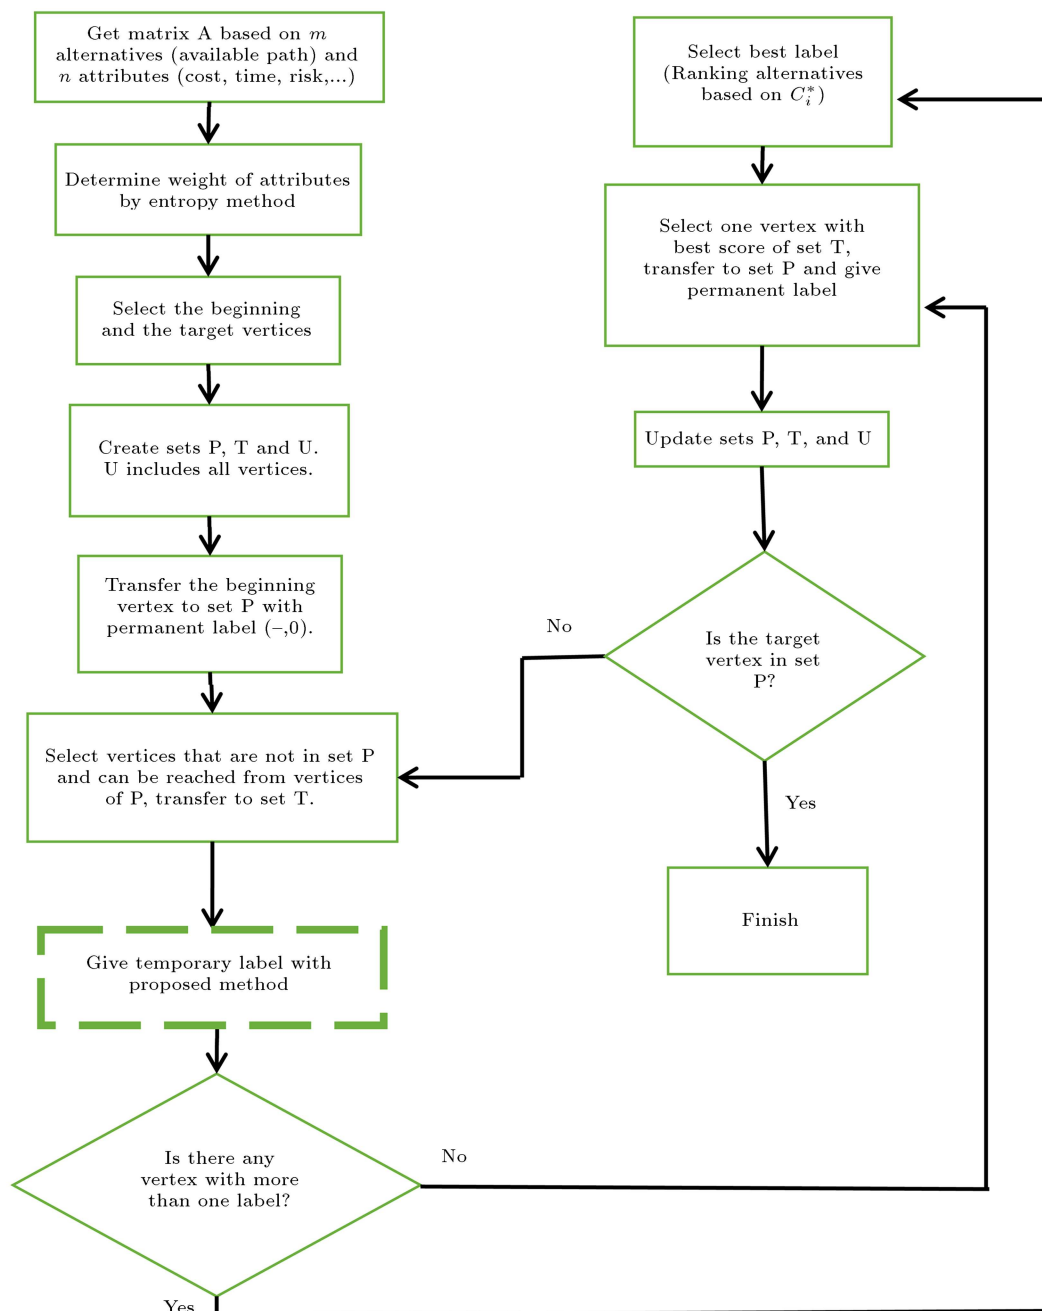 Get matrix A based on m
alternatives (available path) and
n attributes (cost, time, risk,...)
Determine weight of attributes
by entropy method
Select the beginning
and the target vertices
Create sets P, T and U.
U includes all vertices.
Transfer the beginning
vertex to set P with
permanent label (–,0).
Select vertices that are not in set P
and can be reached from vertices
of P, transfer to set T.
Give temporary label with
proposed method
Is there any
vertex with more
than one label?
No
Yes
Select best label
(Ranking alternatives
based on C_i^*)
Select one vertex with
best score of set T,
transfer to set P and give
permanent label
Update sets P, T, and U
Is the target
vertex in set
P?
No
Yes
Finish